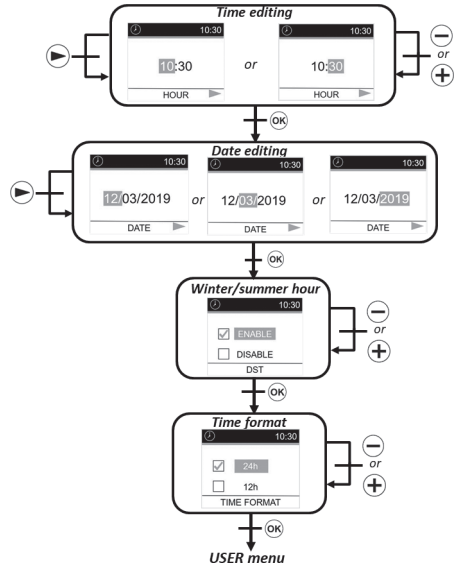 Time editing
10:30
10:30
10:30
or
10:30
HOUR
HOUR
or
OK
Date editing
10:30
10:30
10:30
12/03/2019
or
12/03/2019
or
12/03/2019
DATE
DATE
DATE
OK
Winter/summer hour
10:30
ENABLE
DISABLE
DST
or
OK
Time format
10:30
24h
12h
TIME FORMAT
or
OK
USER menu